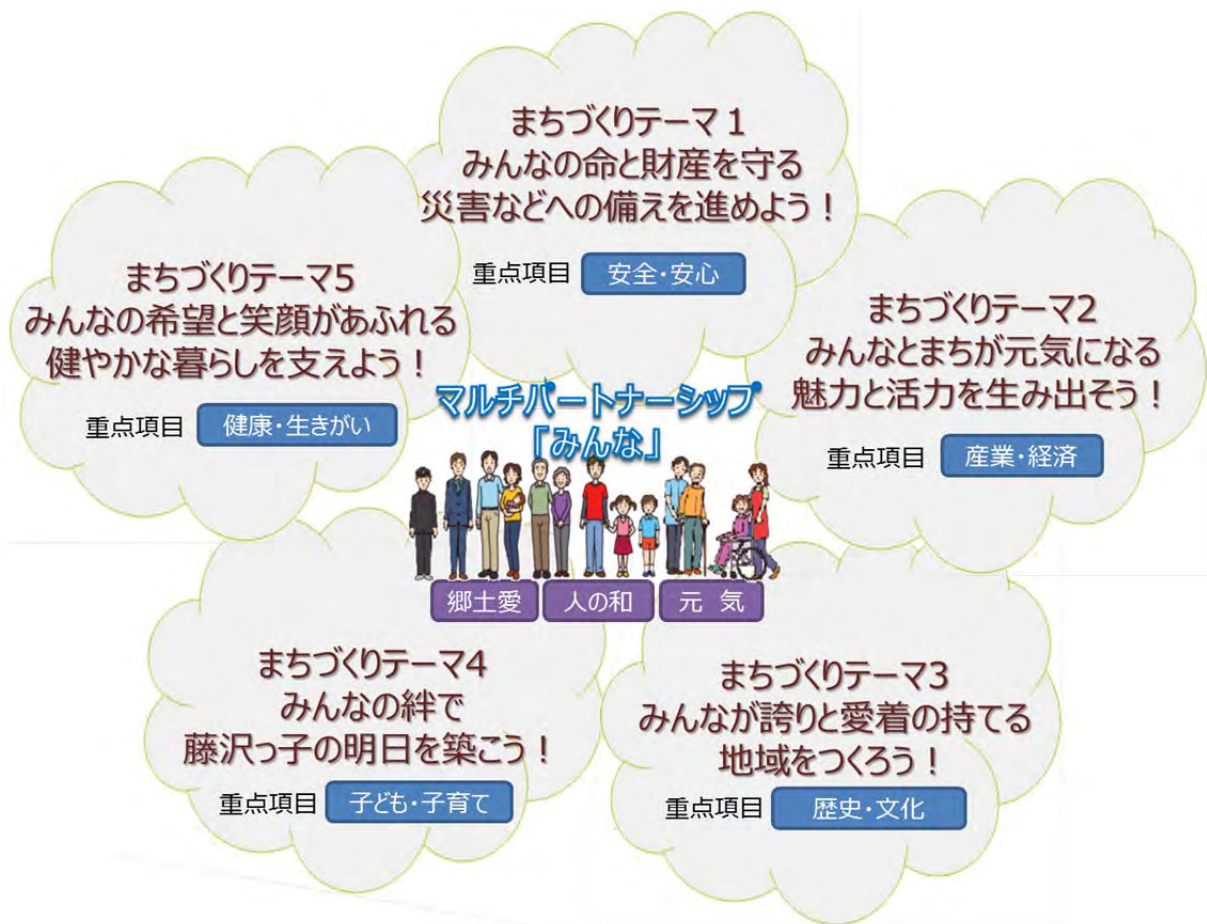 まちづくりテーマ1
みんなの命と財産を守る
災害などへの備えを進めよう！
重点項目 安全・安心
まちづくりテーマ2
みんなとまちが元気になる
魅力と活力を生み出そう！
重点項目 産業・経済
まちづくりテーマ3
みんなが誇りと愛着の持てる
地域をつくろう！
重点項目 歴史・文化
まちづくりテーマ4
みんなの絆で
藤沢っ子の明日を築こう！
重点項目 子ども・子育て
まちづくりテーマ5
みんなの希望と笑顔があふれる
健やかな暮らしを支えよう！
重点項目 健康・生きがい
マルチパートナーシップ
「みんな」
郷土愛 人の和 元 気